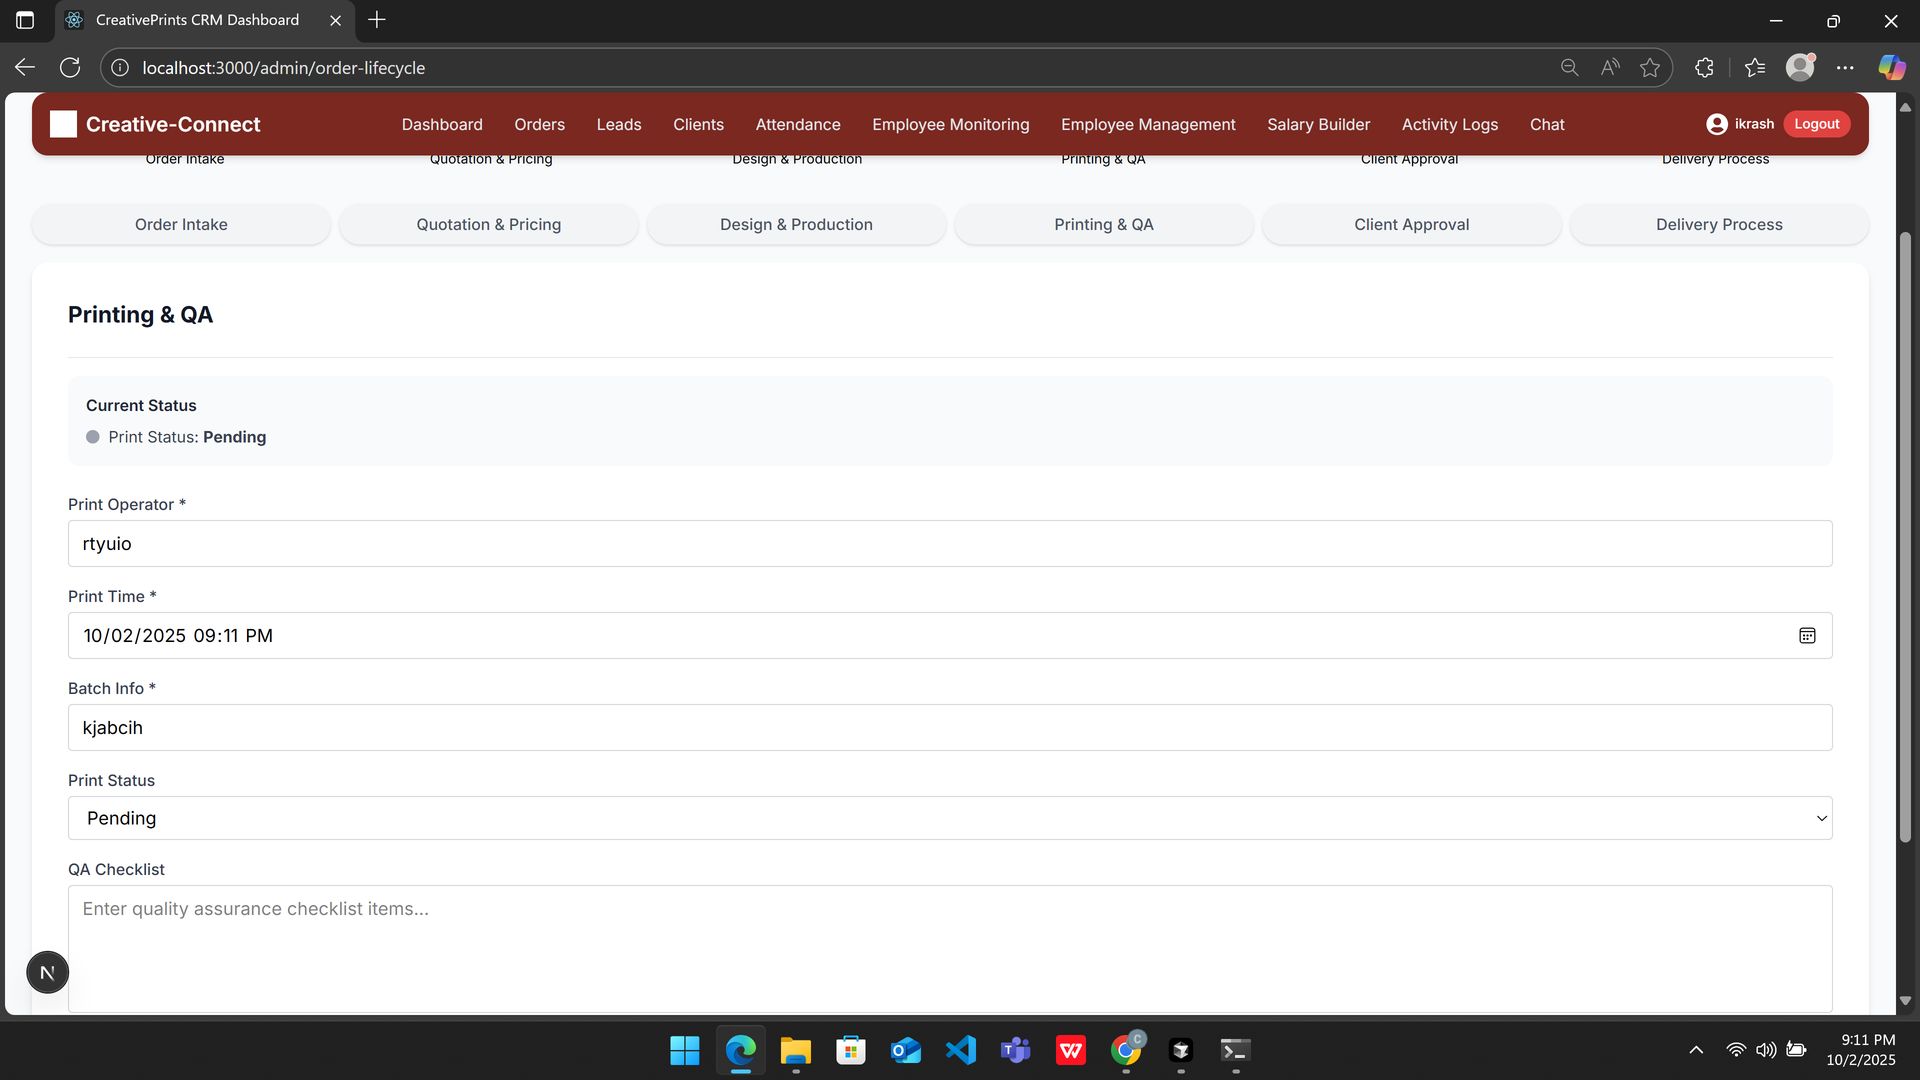 CreativePrints CRM Dashboard
localhost:3000/admin/order-lifecycle
Creative-Connect Dashboard Orders Leads Clients Attendance Employee Monitoring Employee Management Salary Builder Activity Logs Chat ikrash Logout
Order Intake Quotation & Pricing Design & Production Printing & QA Client Approval Delivery Process
Order Intake Quotation & Pricing Design & Production Printing & QA Client Approval Delivery Process
Printing & QA
Current Status
Print Status: Pending
Print Operator *
rtyuio
Print Time *
10/02/2025 09:11 PM
Batch Info *
kjabcih
Print Status
Pending
QA Checklist
Enter quality assurance checklist items...
N
9:11 PM
10/2/2025